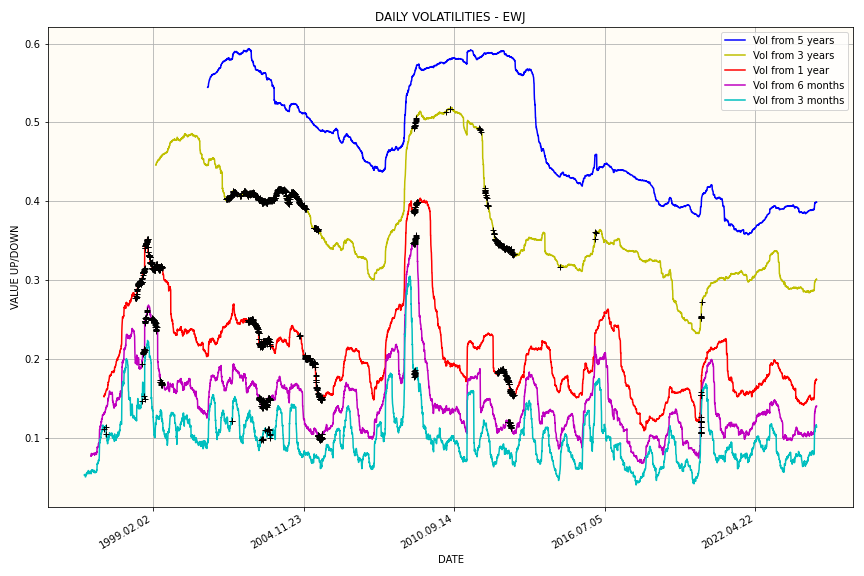 DAILY VOLATILITIES - EWJ
Vol from 5 years
Vol from 3 years
Vol from 1 year
Vol from 6 months
Vol from 3 months
VALUE UP/DOWN
0.6
0.5
0.4
0.3
0.2
0.1
1999.02.02
2004.11.23
2010.09.14
2016.07.05
2022.04.22
DATE